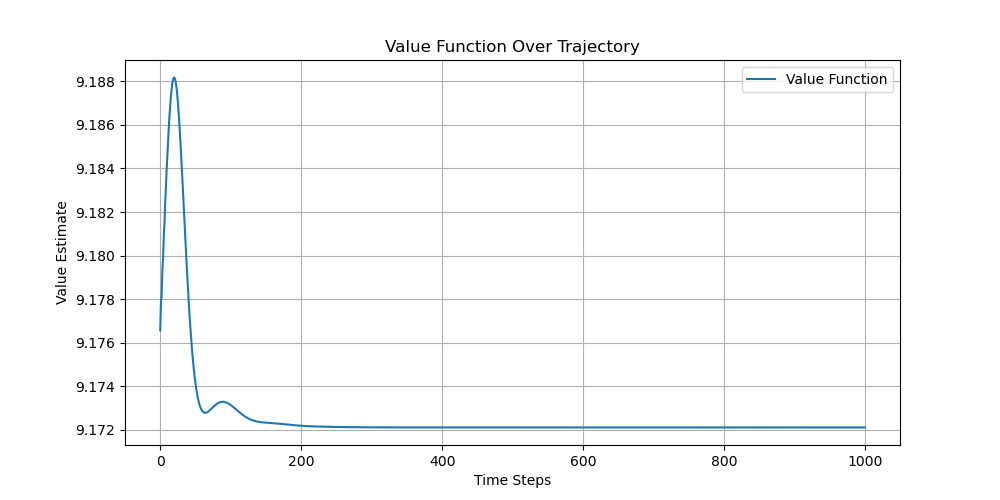 Value Function Over Trajectory
Value Function
Value Estimate
9.188
9.186
9.184
9.182
9.180
9.178
9.176
9.174
9.172
0 200 400 600 800 1000
Time Steps